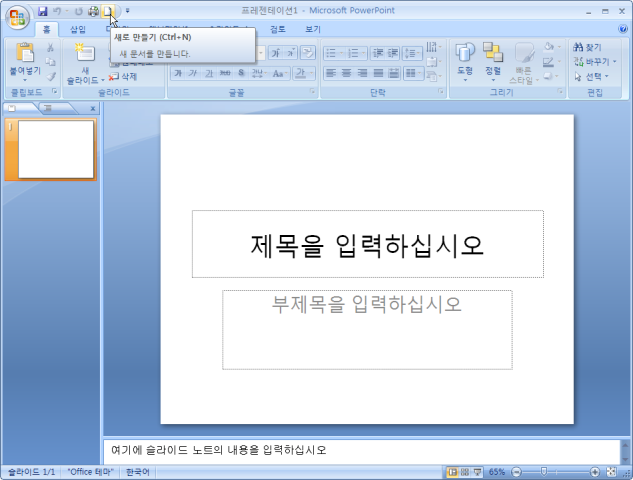 프레젠테이션1 - Microsoft PowerPoint
홈 삽입 검토 보기
새로 만들기 (Ctrl+N)
새 문서를 만듭니다.
붙여넣기
새
슬라이드
삭제
가 가 가
도형 정렬 빠른
스타일
찾기
바꾸기
선택
클립보드 슬라이드 글꼴 단락 그리기 편집
1
제목을 입력하십시오
부제목을 입력하십시오
여기에 슬라이드 노트의 내용을 입력하십시오
슬라이드 1/1 "Office 테마" 한국어 65%